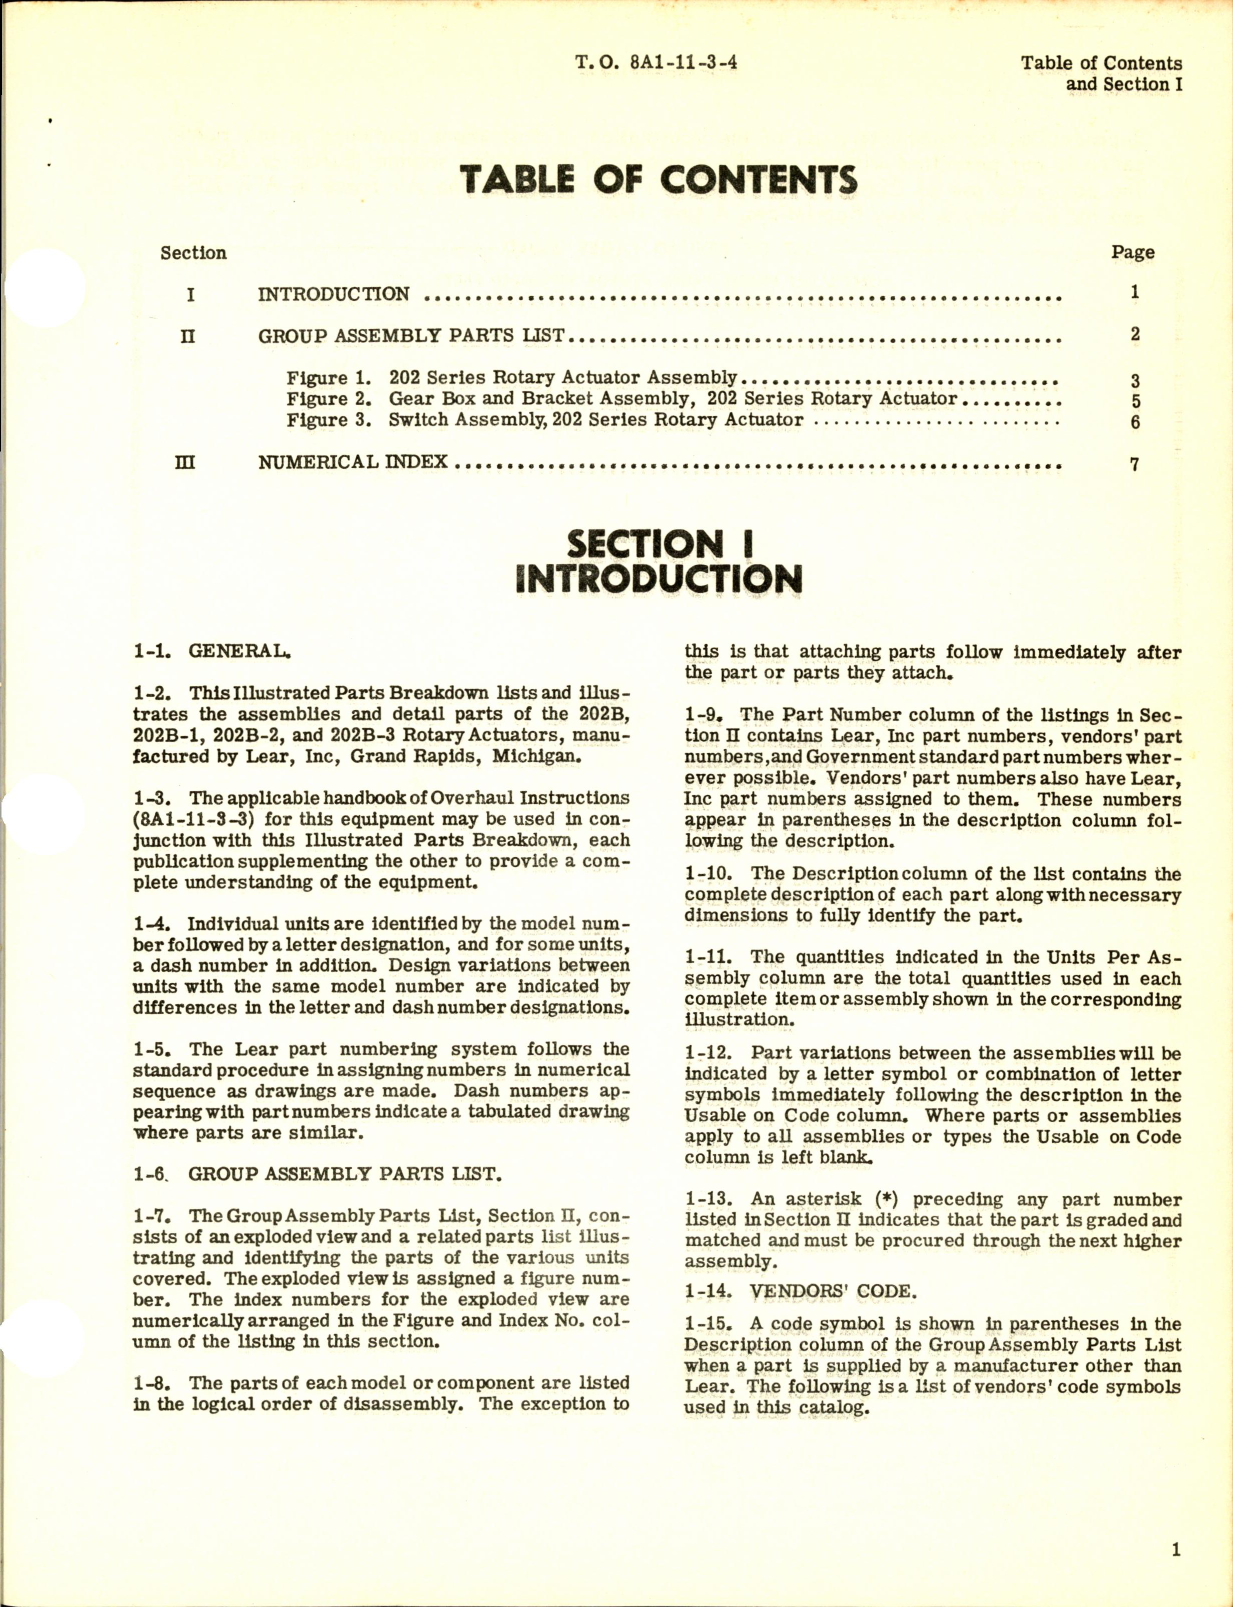 T. O. 8A1-11-3-4
Table of Contents
and Section I
TABLE OF CONTENTS
Section Page
I INTRODUCTION ............................................................ 1
II GROUP ASSEMBLY PARTS LIST............................................... 2
Figure 1. 202 Series Rotary Actuator Assembly.............................. 3
Figure 2. Gear Box and Bracket Assembly, 202 Series Rotary Actuator.......... 5
Figure 3. Switch Assembly, 202 Series Rotary Actuator ........................ 6
III NUMERICAL INDEX .......................................................... 7
SECTION I
INTRODUCTION
1-1. GENERAL.
1-2. This Illustrated Parts Breakdown lists and illus-
trates the assemblies and detail parts of the 202B,
202B-1, 202B-2, and 202B-3 Rotary Actuators, manu-
factured by Lear, Inc, Grand Rapids, Michigan.
1-3. The applicable handbook of Overhaul Instructions
(8A1-11-3-3) for this equipment may be used in con-
junction with this Illustrated Parts Breakdown, each
publication supplementing the other to provide a com-
plete understanding of the equipment.
1-4. Individual units are identified by the model num-
ber followed by a letter designation, and for some units,
a dash number in addition. Design variations between
units with the same model number are indicated by
differences in the letter and dash number designations.
1-5. The Lear part numbering system follows the
standard procedure in assigning numbers in numerical
sequence as drawings are made. Dash numbers ap-
pearing with part numbers indicate a tabulated drawing
where parts are similar.
1-6. GROUP ASSEMBLY PARTS LIST.
1-7. The Group Assembly Parts List, Section II, con-
sists of an exploded view and a related parts list illus-
trating and identifying the parts of the various units
covered. The exploded view is assigned a figure num-
ber. The index numbers for the exploded view are
numerically arranged in the Figure and Index No. col-
umn of the listing in this section.
1-8. The parts of each model or component are listed
in the logical order of disassembly. The exception to
this is that attaching parts follow immediately after
the part or parts they attach.
1-9. The Part Number column of the listings in Sec-
tion II contains Lear, Inc part numbers, vendors' part
numbers, and Government standard part numbers wher-
ever possible. Vendors' part numbers also have Lear,
Inc part numbers assigned to them. These numbers
appear in parentheses in the description column fol-
lowing the description.
1-10. The Description column of the list contains the
complete description of each part along with necessary
dimensions to fully identify the part.
1-11. The quantities indicated in the Units Per As-
sembly column are the total quantities used in each
complete item or assembly shown in the corresponding
illustration.
1-12. Part variations between the assemblies will be
indicated by a letter symbol or combination of letter
symbols immediately following the description in the
Usable on Code column. Where parts or assemblies
apply to all assemblies or types the Usable on Code
column is left blank.
1-13. An asterisk (*) preceding any part number
listed in Section II indicates that the part is graded and
matched and must be procured through the next higher
assembly.
1-14. VENDORS' CODE.
1-15. A code symbol is shown in parentheses in the
Description column of the Group Assembly Parts List
when a part is supplied by a manufacturer other than
Lear. The following is a list of vendors' code symbols
used in this catalog.
1